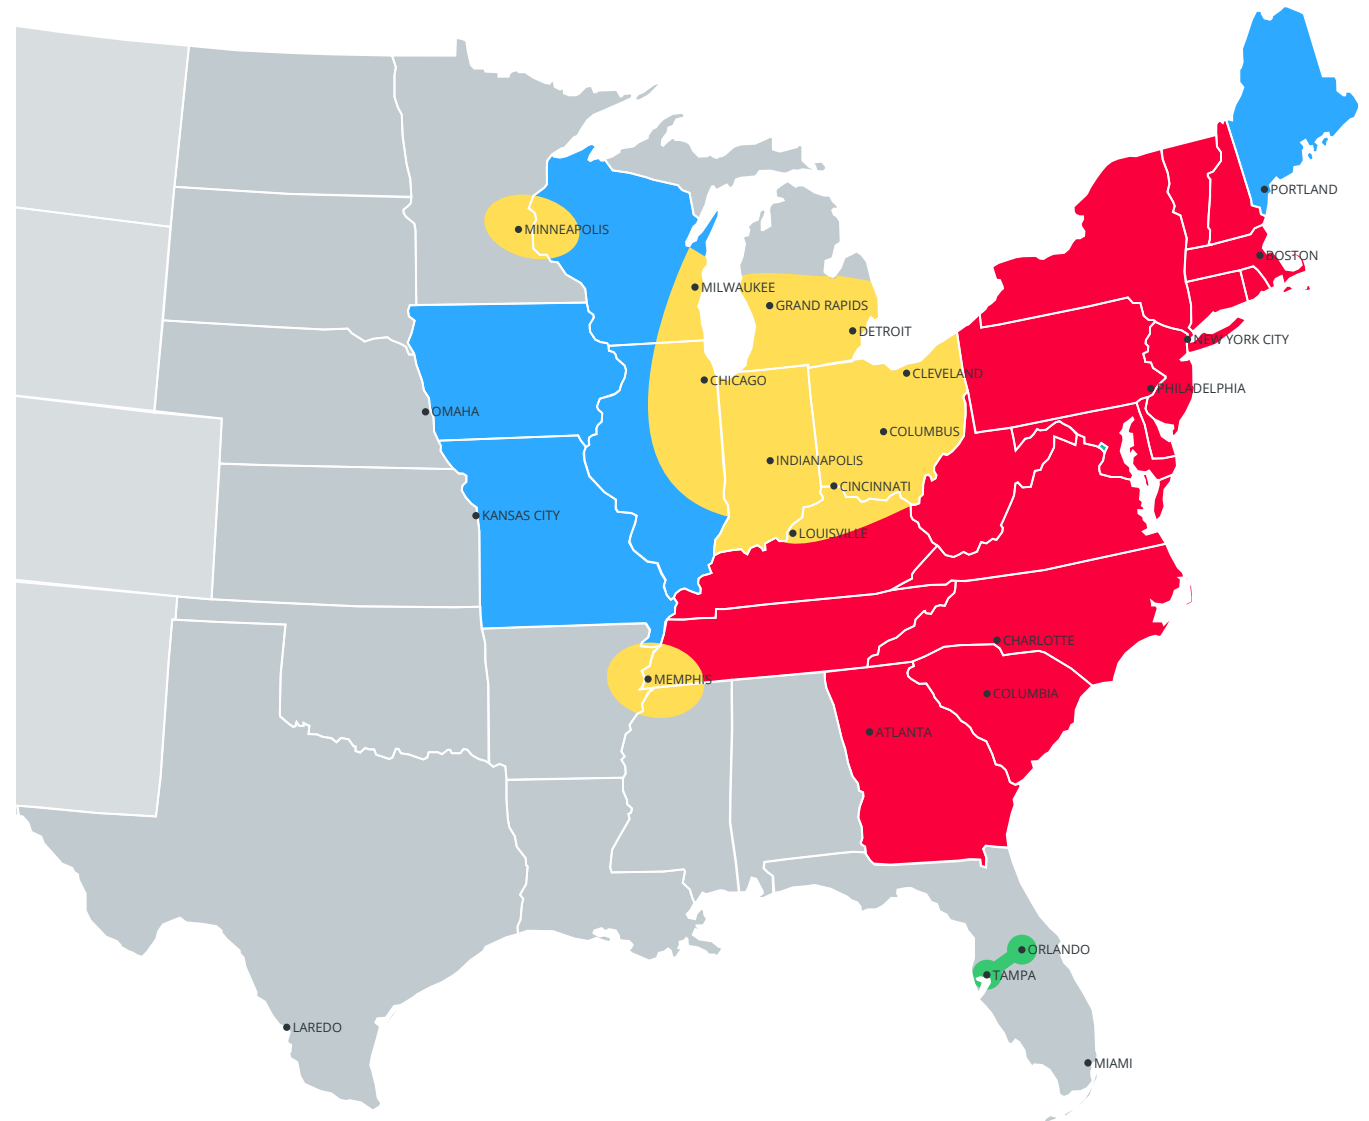 PORTLAND
MINNEAPOLIS
BOSTON
MILWAUKEE
GRAND RAPIDS
DETROIT
NEW YORK CITY
CHICAGO
CLEVELAND
PHILADELPHIA
OMAHA
COLUMBUS
INDIANAPOLIS
CINCINNATI
KANSAS CITY
LOUISVILLE
CHARLOTTE
MEMPHIS
COLUMBIA
ATLANTA
ORLANDO
TAMPA
LAREDO
MIAMI